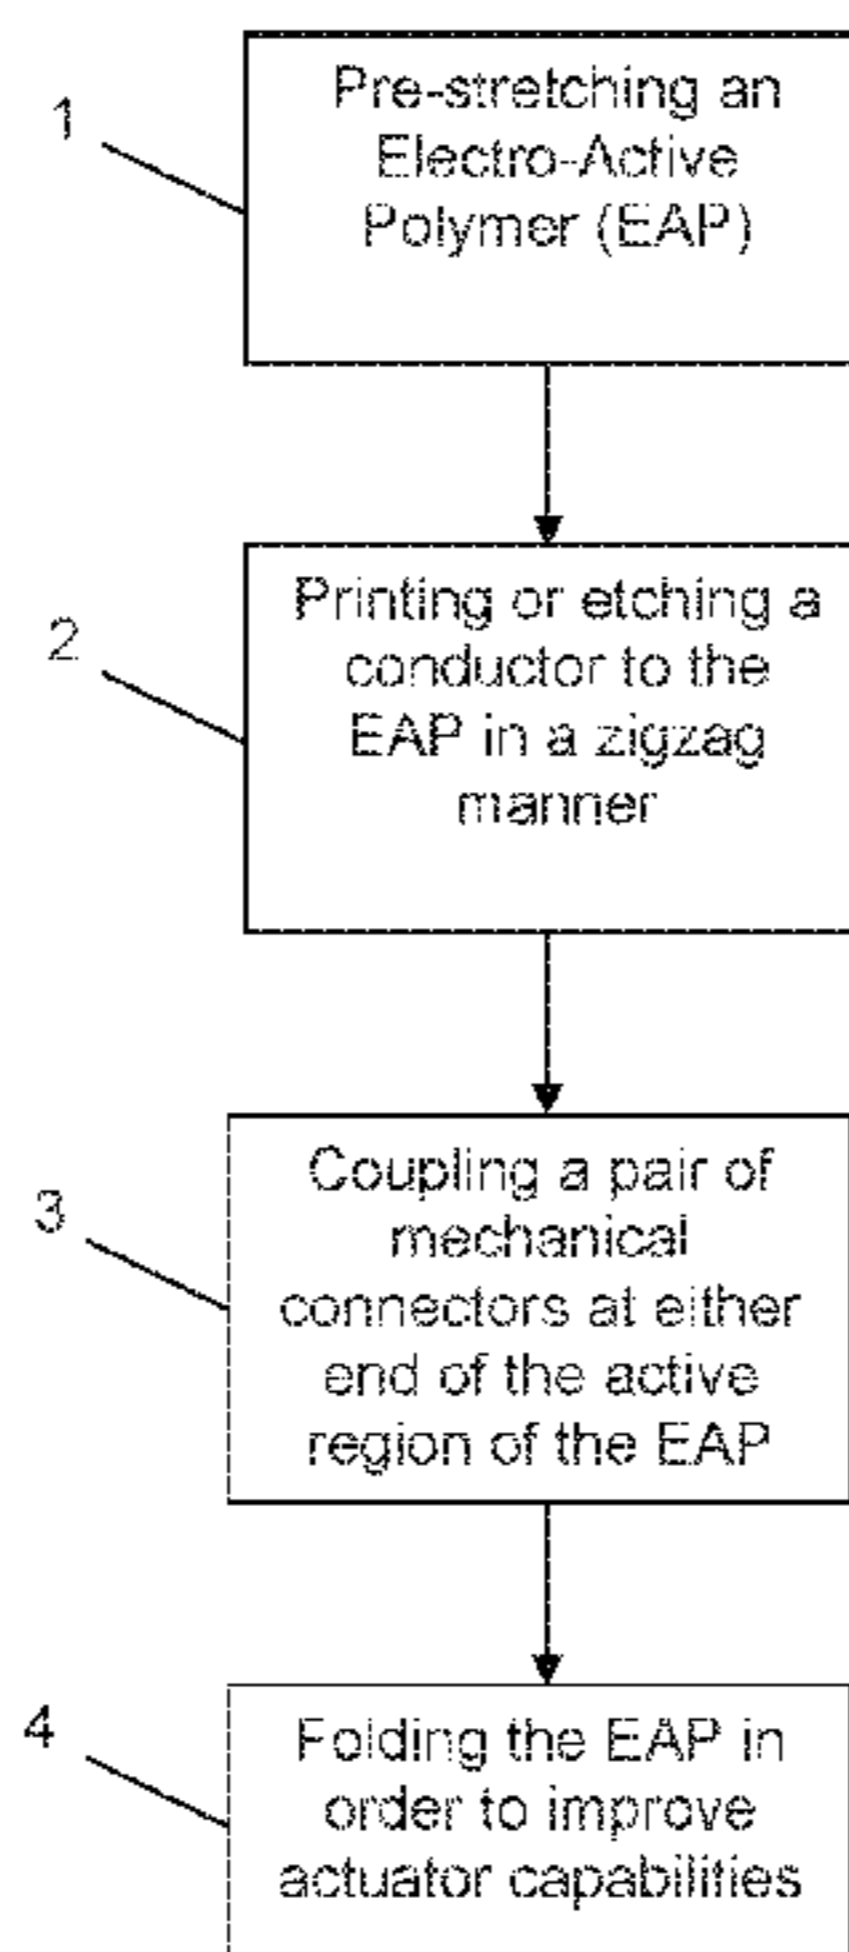 1
Pre-stretching an
Electro-Active
Polymer (EAP)
2
Printing or etching a
conductor to the
EAP in a zigzag
manner
3
Coupling a pair of
mechanical
connectors at either
end of the active
region of the EAP
4
Folding the EAP in
order to improve
actuator capabilities